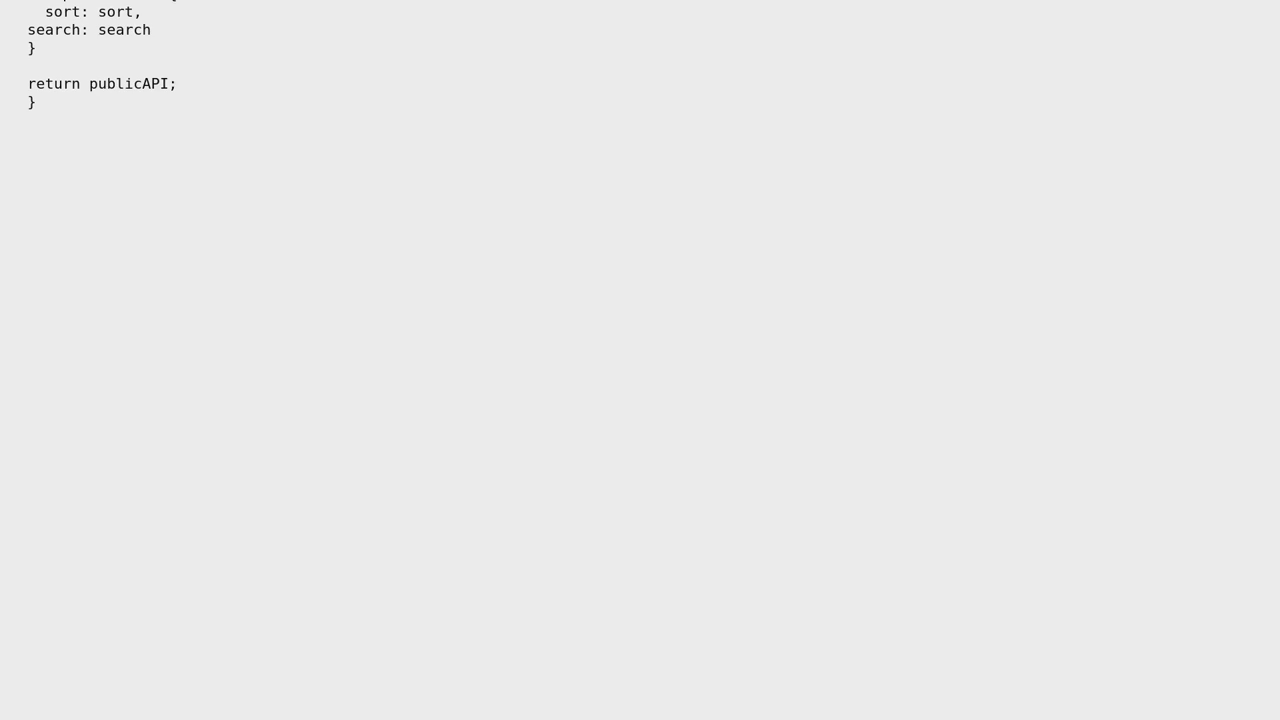 sort: sort,
search: search
}

return publicAPI;
}